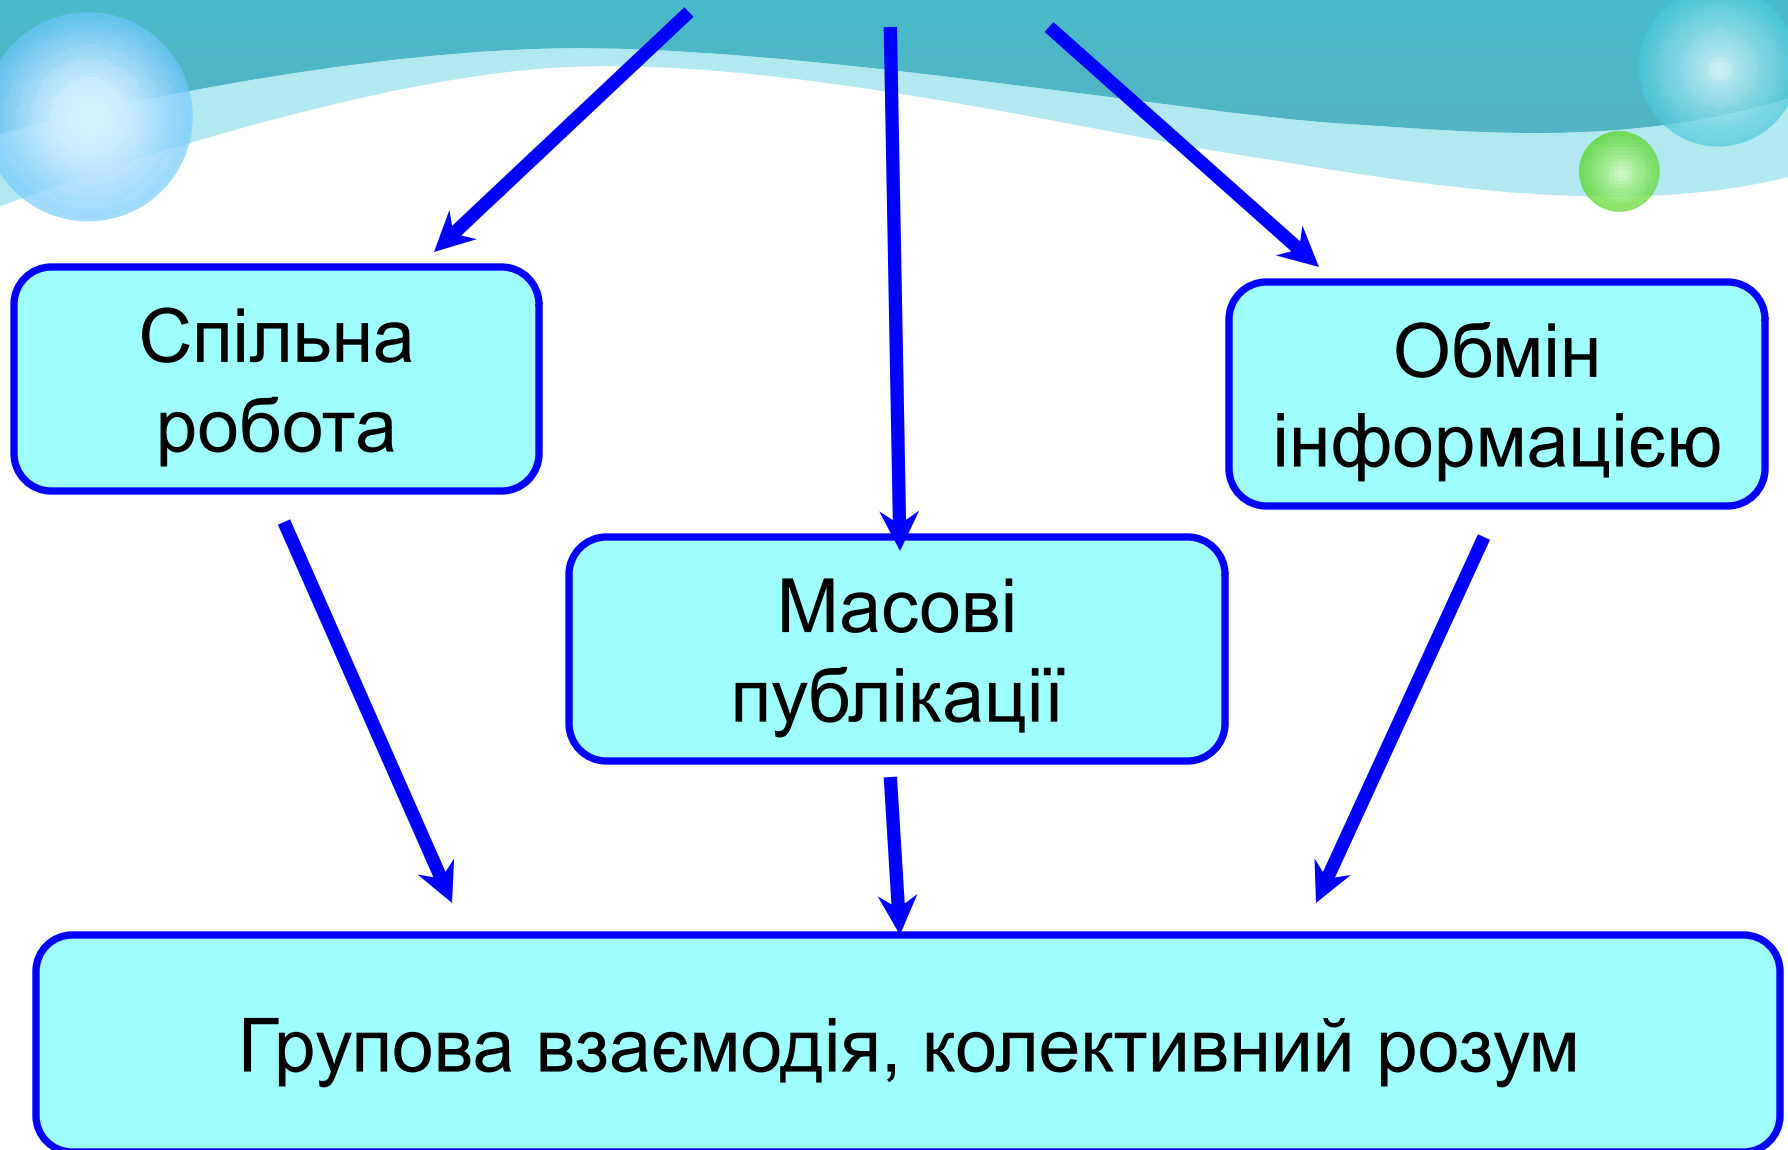 Спільна
робота
Обмін
інформацією
Масові
публікації
Групова взаємодія, колективний розум